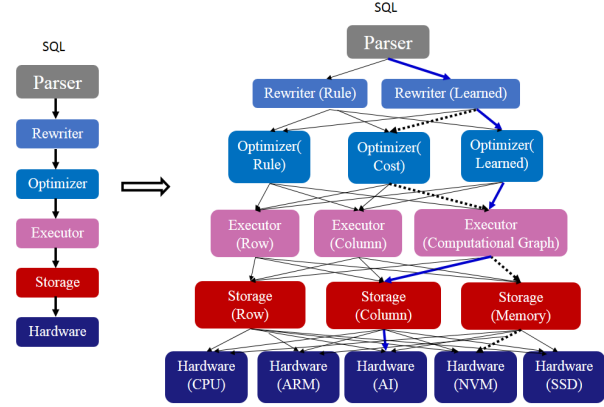 SQL
Parser
Rewriter
Optimizer
Executor
Storage
Hardware
SQL
Parser
Rewriter (Rule)
Rewriter (Learned)
Optimizer(
Rule)
Optimizer(
Cost)
Optimizer(
Learned)
Executor
(Row)
Executor
(Column)
Executor
(Computational Graph)
Storage
(Row)
Storage
(Column)
Storage
(Memory)
Hardware
(CPU)
Hardware
(ARM)
Hardware
(AI)
Hardware
(NVM)
Hardware
(SSD)